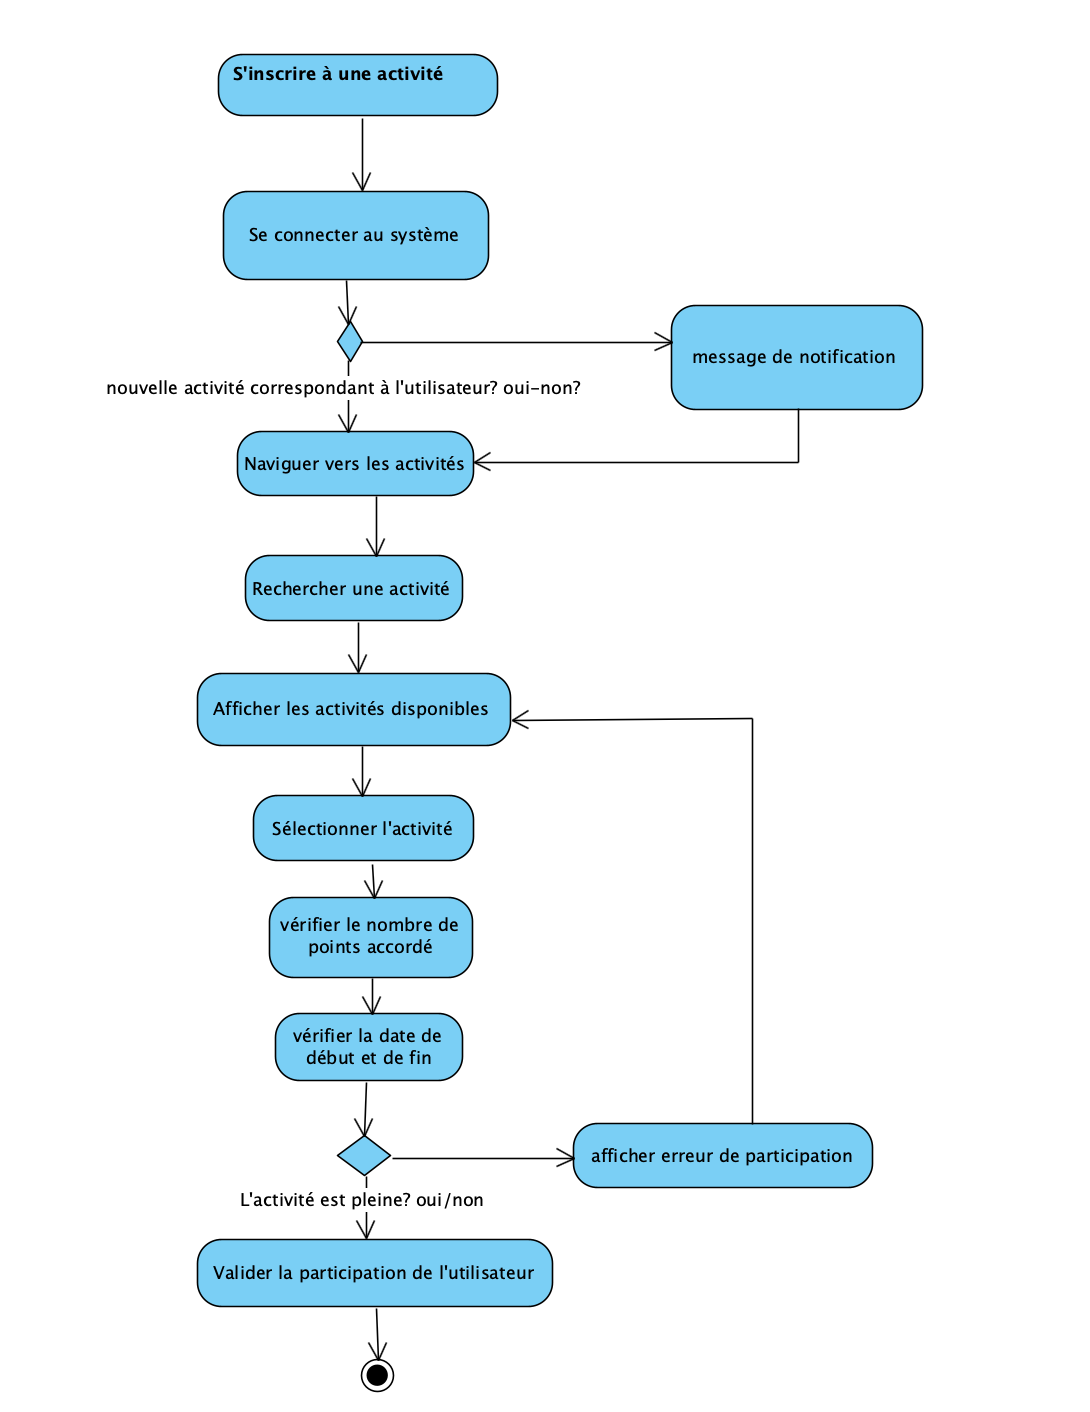 S'inscrire à une activité
Se connecter au système
message de notification
nouvelle activité correspondant à l'utilisateur? oui-non?
Naviguer vers les activités
Rechercher une activité
Afficher les activités disponibles
Sélectionner l'activité
vérifier le nombre de
points accordé
vérifier la date de
début et de fin
afficher erreur de participation
L'activité est pleine? oui/non
Valider la participation de l'utilisateur